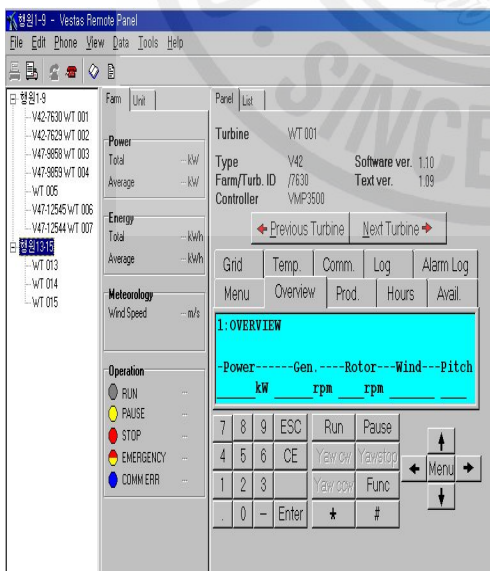 행원1-9 - Vestas Remote Panel
File Edit Phone View Data Tools Help
행원1-9
V42-7630 WT 001
V42-7629 WT 002
V47-9858 WT 003
V47-9859 WT 004
WT 005
V47-12545 WT 006
V47-12544 WT 007
행원13-15
WT 013
WT 014
WT 015
Farm Unit
Power
Total --- kW
Average --- kW
Energy
Total --- kWh
Average --- kWh
Meteorology
Wind Speed --- m/s
Operation
RUN ---
PAUSE ---
STOP ---
EMERGENCY ---
COMM ERR ---
Panel List
Turbine WT 001
Type V42 Software ver. 1.10
Farm/Turb. ID /7630 Text ver. 1.09
Controller VMP3500
Previous Turbine Next Turbine
Grid Temp. Comm. Log Alarm Log
Menu Overview Prod. Hours Avail.
1:OVERVIEW
-Power------Gen.----Rotor---Wind---Pitch
_____kW _____rpm _____rpm _____ ____
7 8 9 ESC Run Pause
4 5 6 CE Yaw cw Yawstop
1 2 3 Yaw ccw Func
. 0 - Enter * #
Menu
SINCE